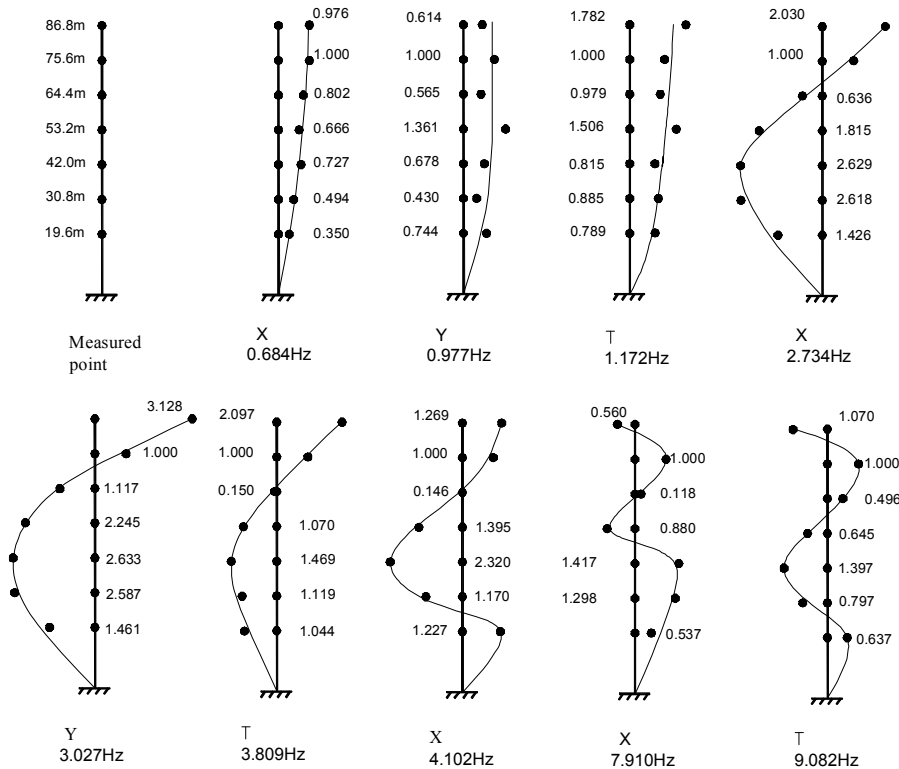 86.8m
75.6m
64.4m
53.2m
42.0m
30.8m
19.6m
Measured
point
0.976
1.000
0.802
0.666
0.727
0.494
0.350
X
0.684Hz
0.614
1.000
0.565
1.361
0.678
0.430
0.744
Y
0.977Hz
1.782
1.000
0.979
1.506
0.815
0.885
0.789
T
1.172Hz
2.030
1.000
0.636
1.815
2.629
2.618
1.426
X
2.734Hz
3.128
1.000
1.117
2.245
2.633
2.587
1.461
Y
3.027Hz
2.097
1.000
0.150
1.070
1.469
1.119
1.044
T
3.809Hz
1.269
1.000
0.146
1.395
2.320
1.170
1.227
X
4.102Hz
0.560
1.000
0.118
0.880
1.417
1.298
0.537
X
7.910Hz
1.070
1.000
0.496
0.645
1.397
0.797
0.637
T
9.082Hz